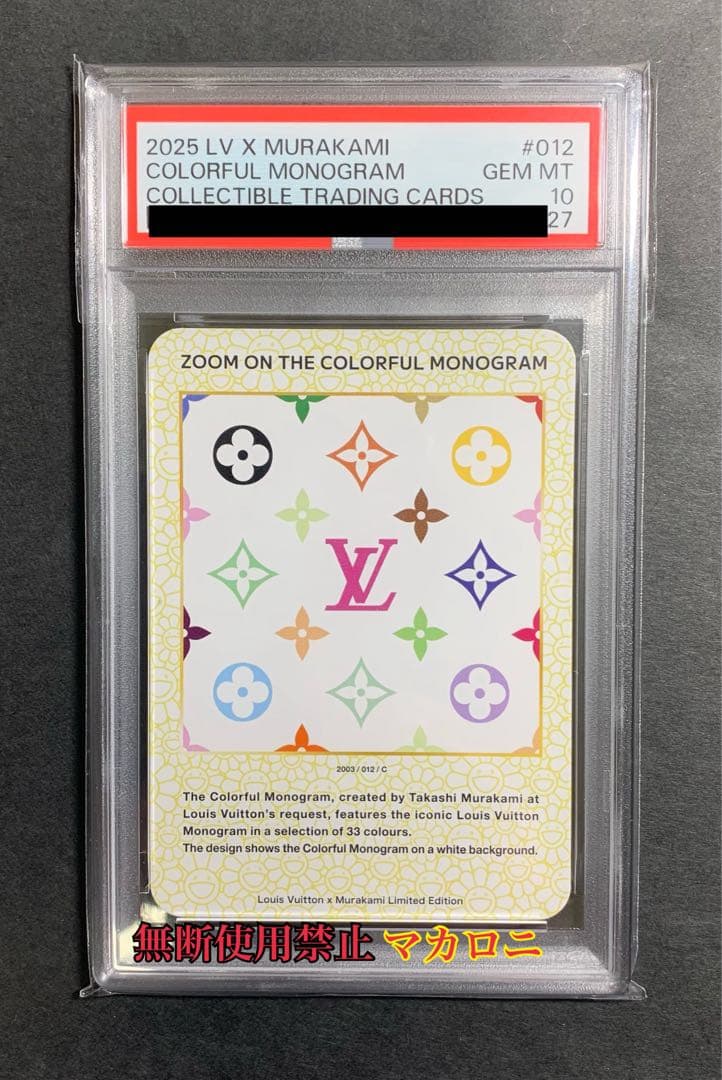 2025 LV X MURAKAMI #012
COLORFUL MONOGRAM GEM MT
COLLECTIBLE TRADING CARDS 10
27
ZOOM ON THE COLORFUL MONOGRAM
LV
2003 / 012 / C
The Colorful Monogram, created by Takashi Murakami at
Louis Vuitton's request, features the iconic Louis Vuitton
Monogram in a selection of 33 colours.
The design shows the Colorful Monogram on a white background.
Louis Vuitton x Murakami Limited Edition
無断使用禁止 マカロニ